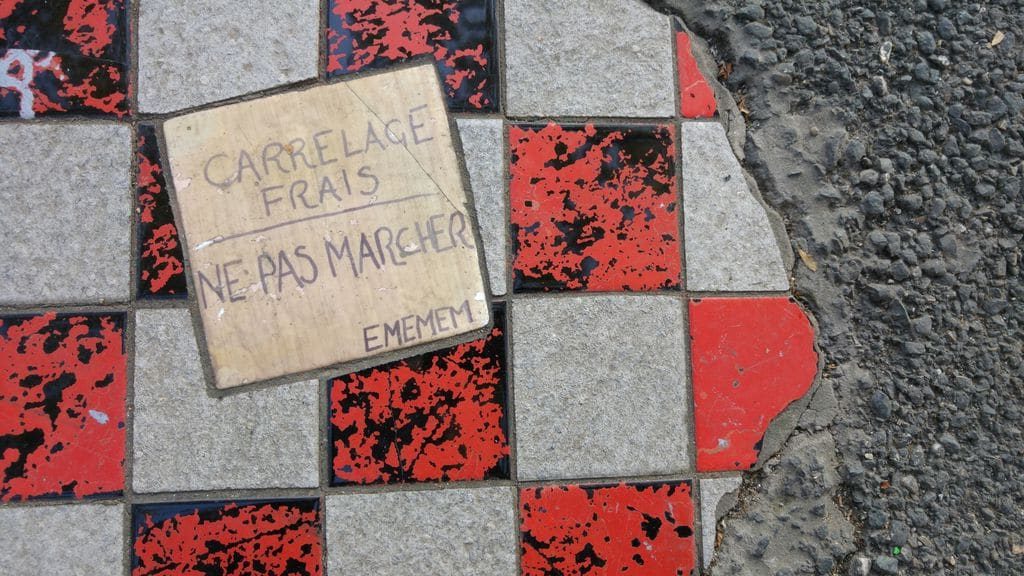 CARRELAGE
FRAIS
NE PAS MARCHER
EMEMEM